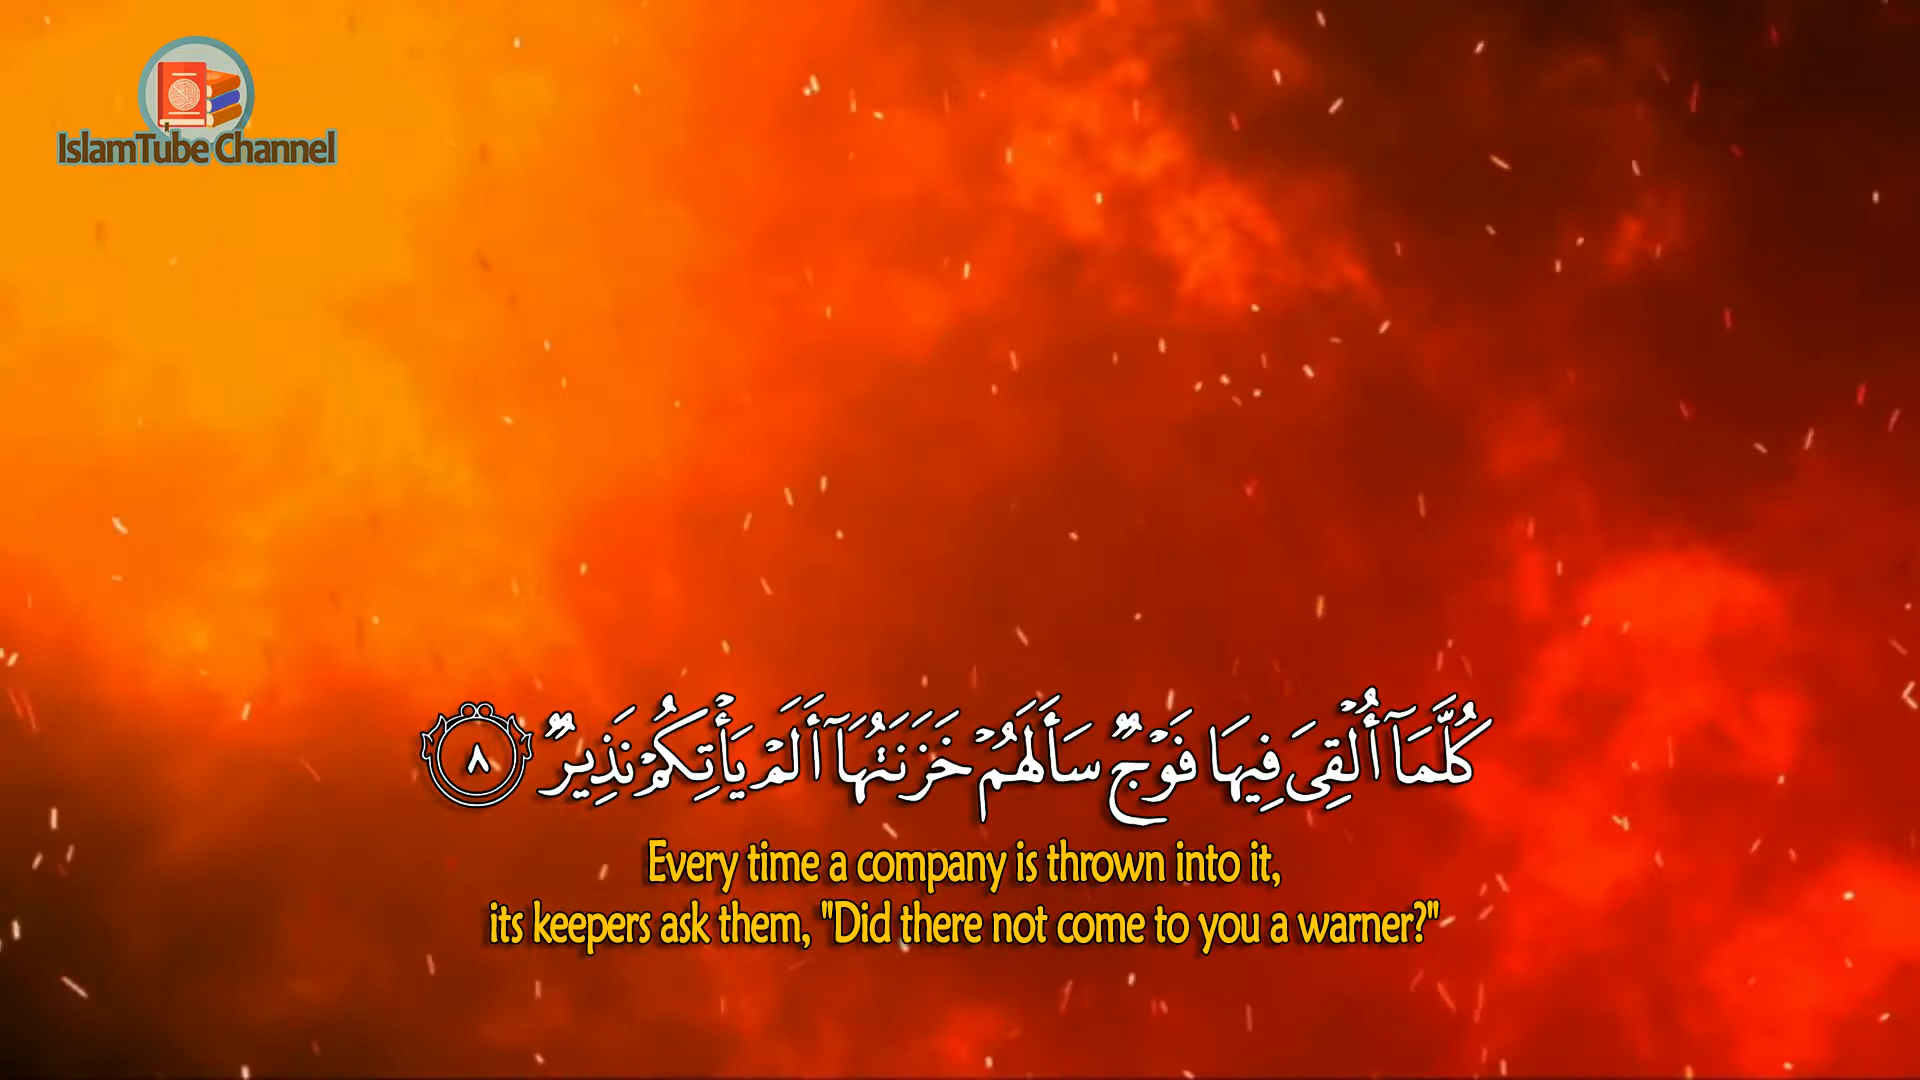 IslamTube Channel
كُلَّمَآ أُلْقِىَ فِيهَا فَوْجٌ سَأَلَهُمْ خَزَنَتُهَآ أَلَمْ يَأْتِكُمْ نَذِيرٌ ٨
Every time a company is thrown into it,
its keepers ask them, "Did there not come to you a warner?"